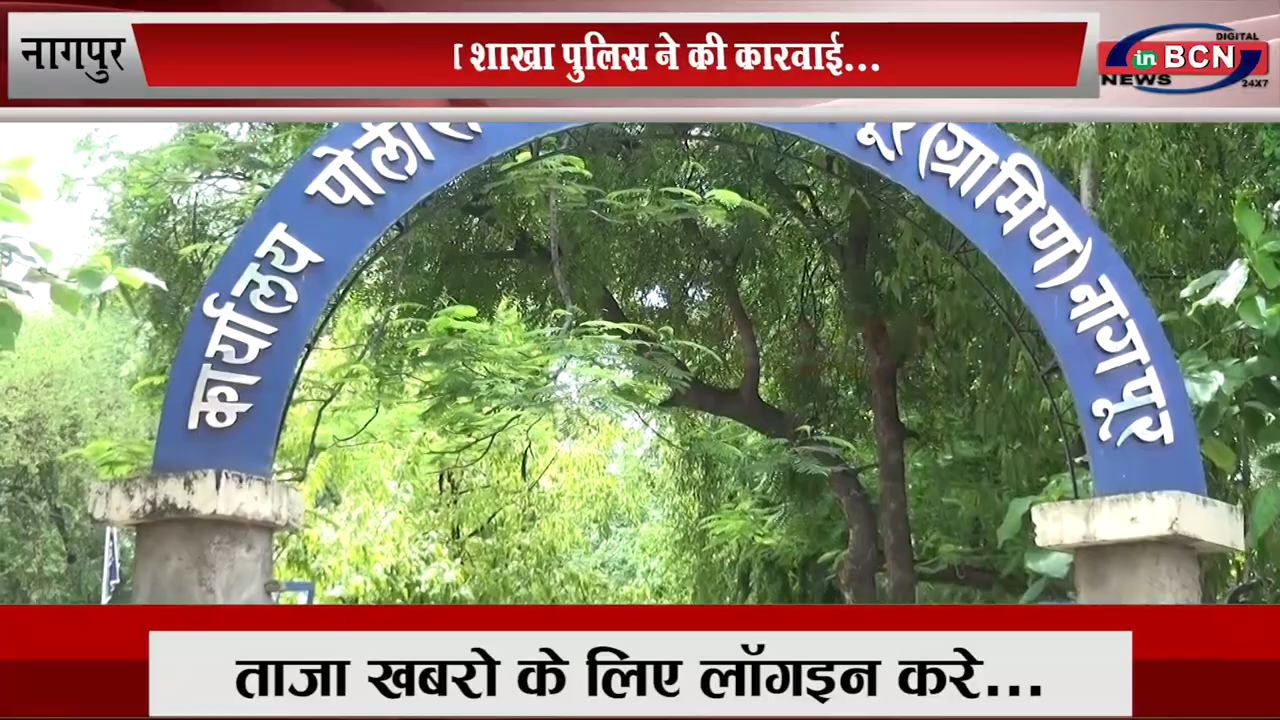 नागपुर
शाखा पुलिस ने की कारवाई...
DIGITAL
in BCN
NEWS
24X7
कार्यालय (ग्रामिण) नागपूर
ताजा खबरो के लिए लॉगइन करे...